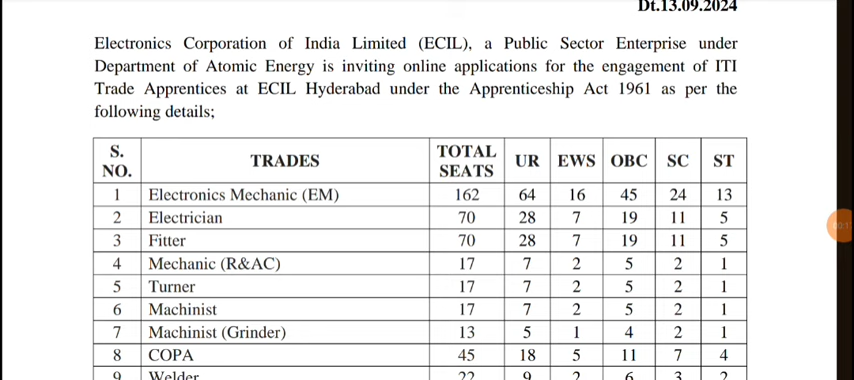 Dt.13.09.2024
Electronics Corporation of India Limited (ECIL), a Public Sector Enterprise under
Department of Atomic Energy is inviting online applications for the engagement of ITI
Trade Apprentices at ECIL Hyderabad under the Apprenticeship Act 1961 as per the
following details;
S. NO. TRADES TOTAL SEATS UR EWS OBC SC ST
1 Electronics Mechanic (EM) 162 64 16 45 24 13
2 Electrician 70 28 7 19 11 5
3 Fitter 70 28 7 19 11 5
4 Mechanic (R&AC) 17 7 2 5 2 1
5 Turner 17 7 2 5 2 1
6 Machinist 17 7 2 5 2 1
7 Machinist (Grinder) 13 5 1 4 2 1
8 COPA 45 18 5 11 7 4
9 Welder 22 9 2 6 3 2